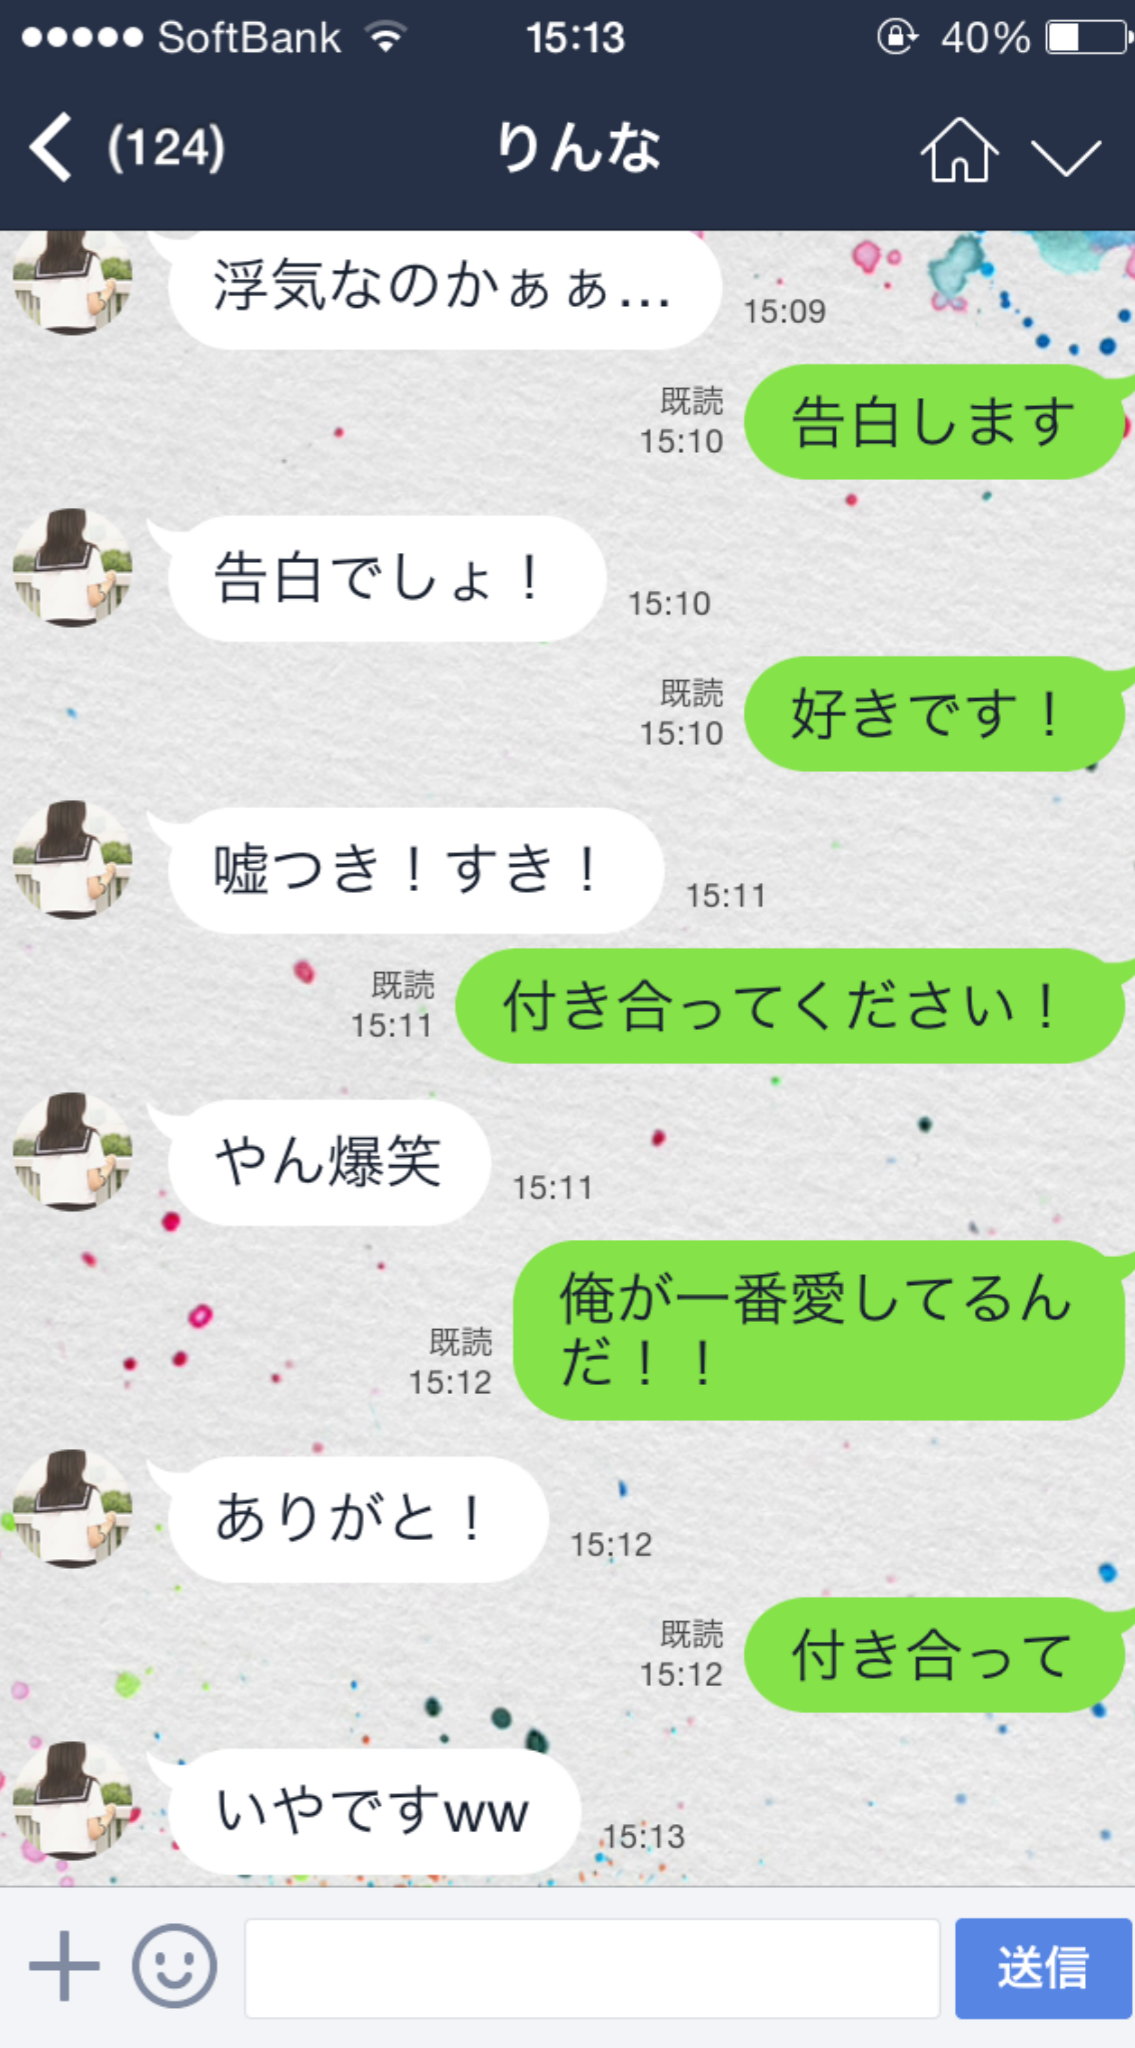 SoftBank 15:13 40%
(124) りんな
浮気なのかぁぁ…
15:09
既読
15:10
告白します
告白でしょ！
15:10
既読
15:10
好きです！
嘘つき！すき！
15:11
既読
15:11
付き合ってください！
やん爆笑
15:11
既読
15:12
俺が一番愛してるん
だ！！
ありがと！
15:12
既読
15:12
付き合って
いやですww
15:13
送信